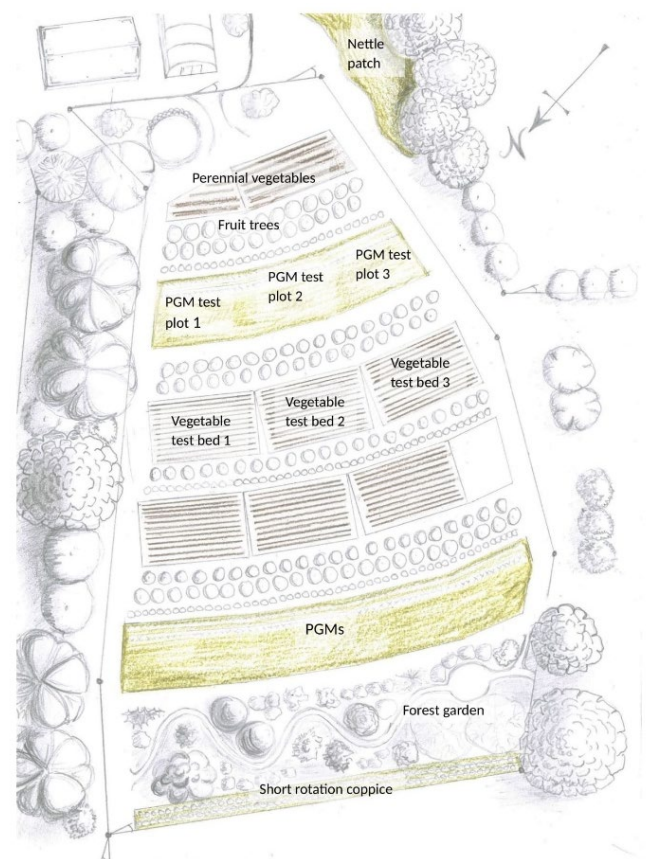 Nettle
patch
N
Perennial vegetables
Fruit trees
PGM test
plot 1
PGM test
plot 2
PGM test
plot 3
Vegetable
test bed 1
Vegetable
test bed 2
Vegetable
test bed 3
PGMs
Forest garden
Short rotation coppice